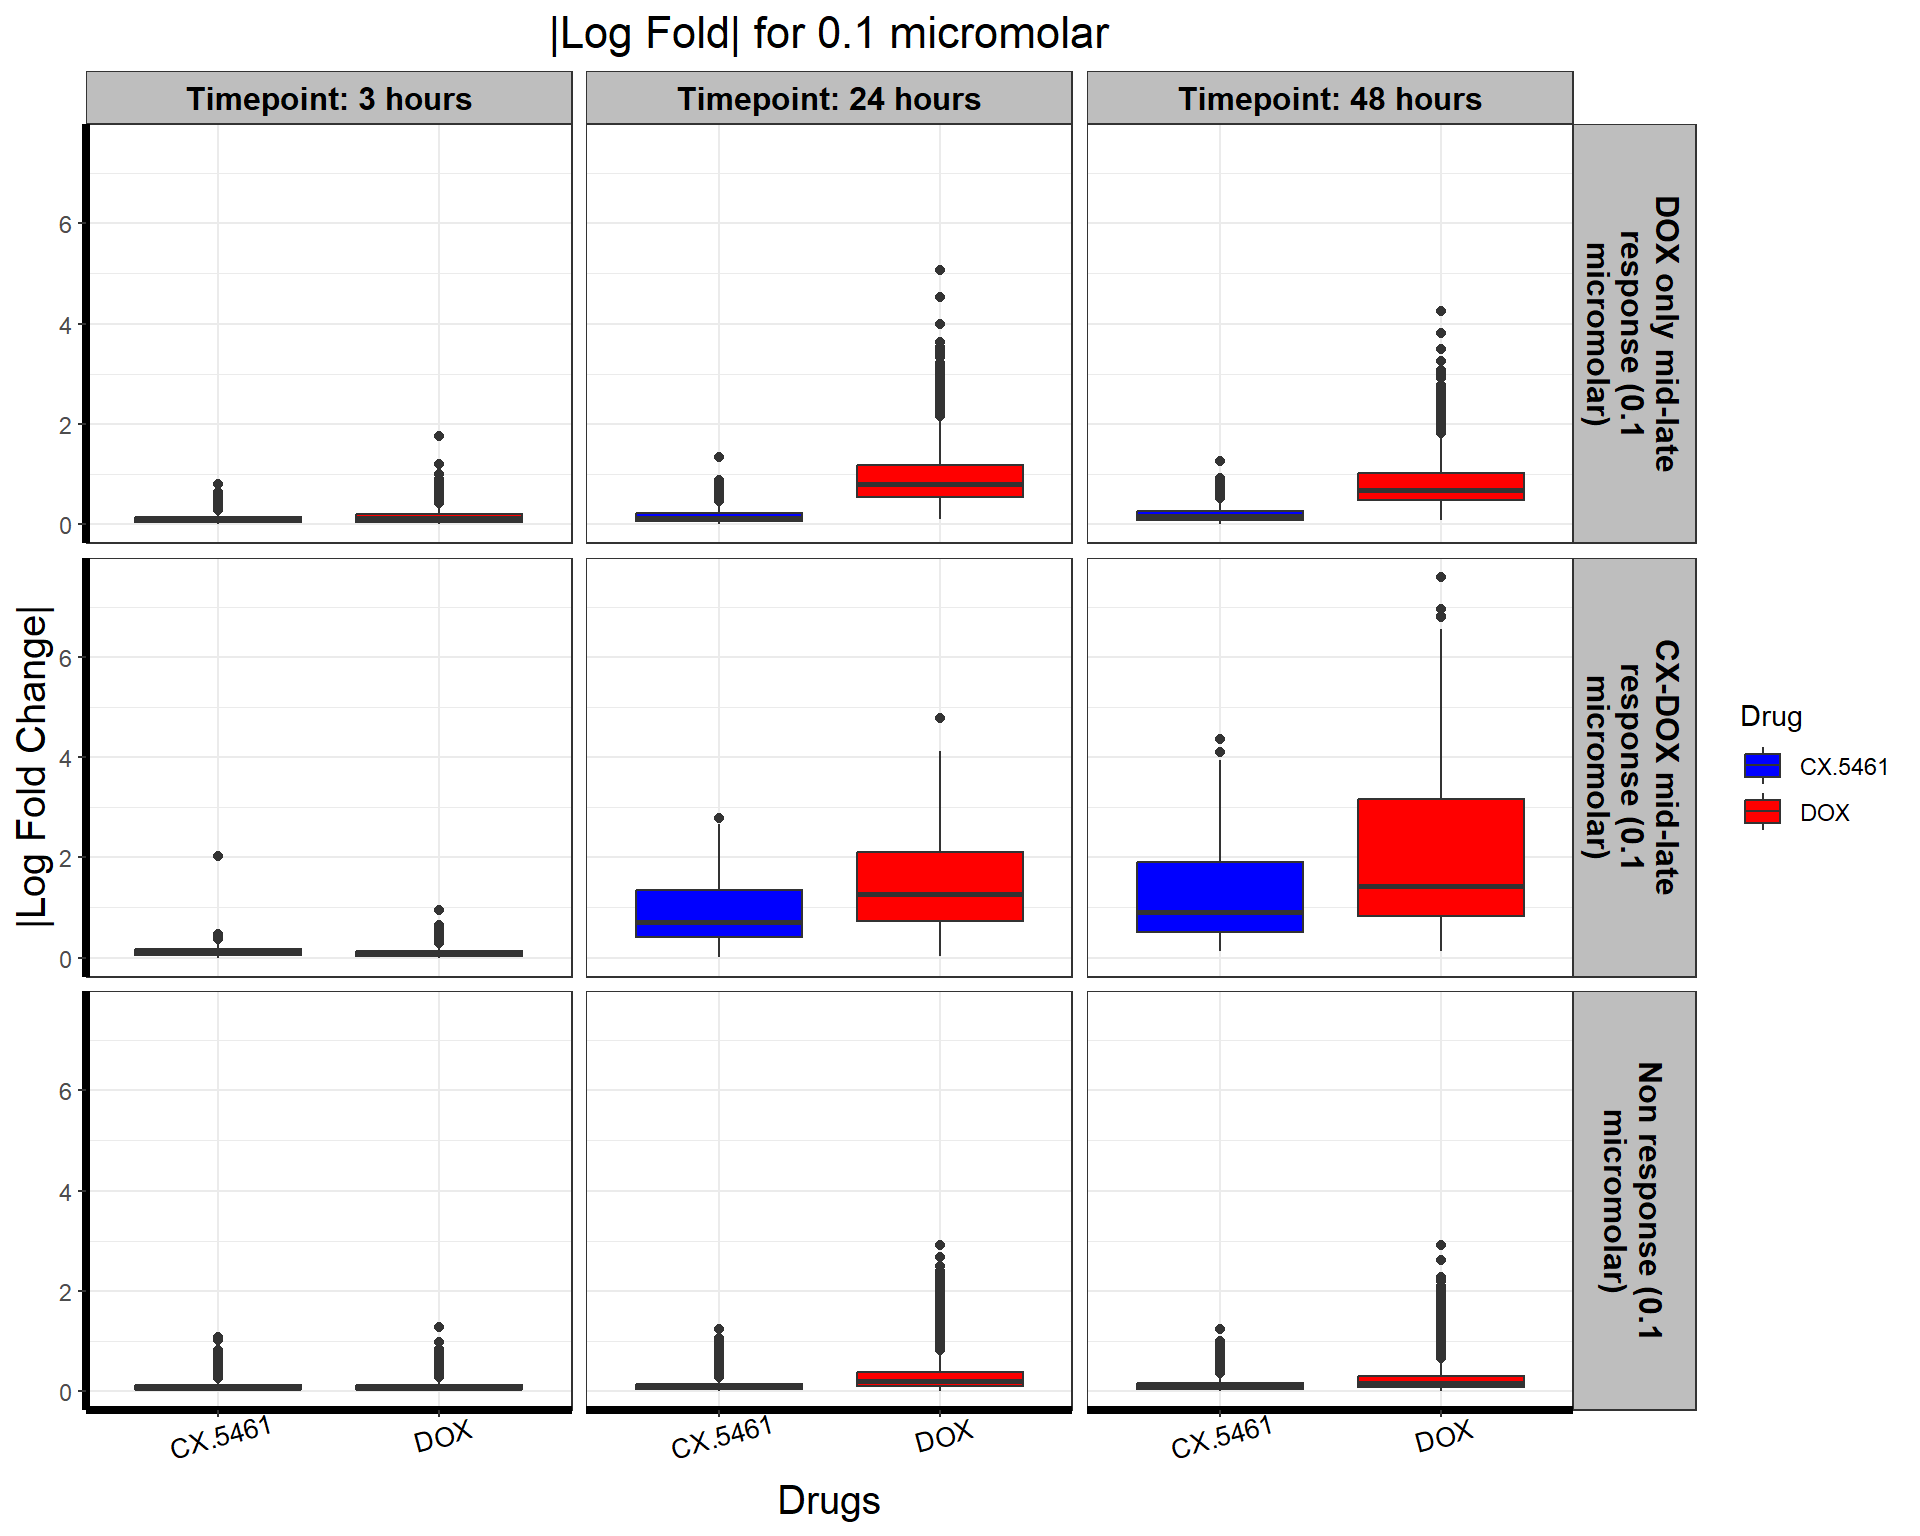 |Log Fold| for 0.1 micromolar
Timepoint: 3 hours
Timepoint: 24 hours
Timepoint: 48 hours
|Log Fold Change|
6
4
2
0
DOX only mid-late
response (0.1
micromolar)
6
4
2
0
CX-DOX mid-late
response (0.1
micromolar)
6
4
2
0
Non response (0.1
micromolar)
CX.5461
DOX
CX.5461
DOX
CX.5461
DOX
Drugs
Drug
CX.5461
DOX